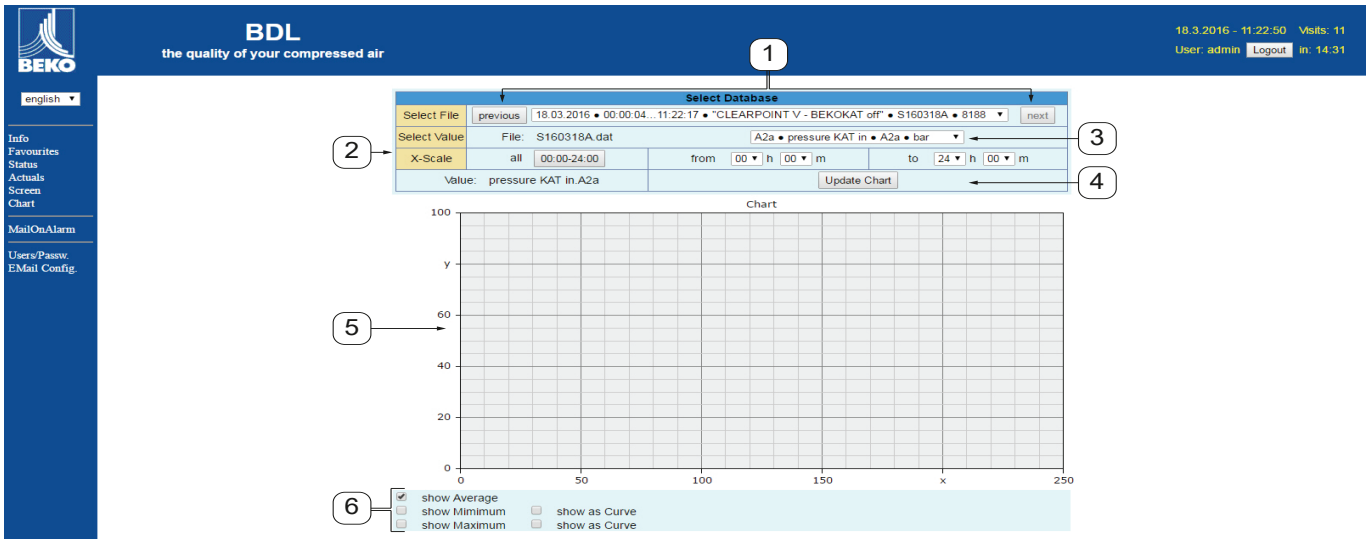 BEKO
BDL
the quality of your compressed air
18.3.2016 - 11:22:50 Visits: 11
User: admin Logout in: 14:31
english
Info
Favourites
Status
Actuals
Screen
Chart
MailOnAlarm
Users/Passw.
EMail Config.
1
Select Database
Select File previous 18.03.2016 ● 00:00:04...11:22:17 ● "CLEARPOINT V - BEKOKAT off" ● S160318A ● 8188 next
2
Select Value File: S160318A.dat A2a ● pressure KAT in ● A2a ● bar
3
X-Scale all 00:00-24:00 from 00 h 00 m to 24 h 00 m
Value: pressure KAT in.A2a Update Chart
4
Chart
100
y
60
5
40
20
0
0 50 100 150 x 250
6
show Average
show Mimimum show as Curve
show Maximum show as Curve